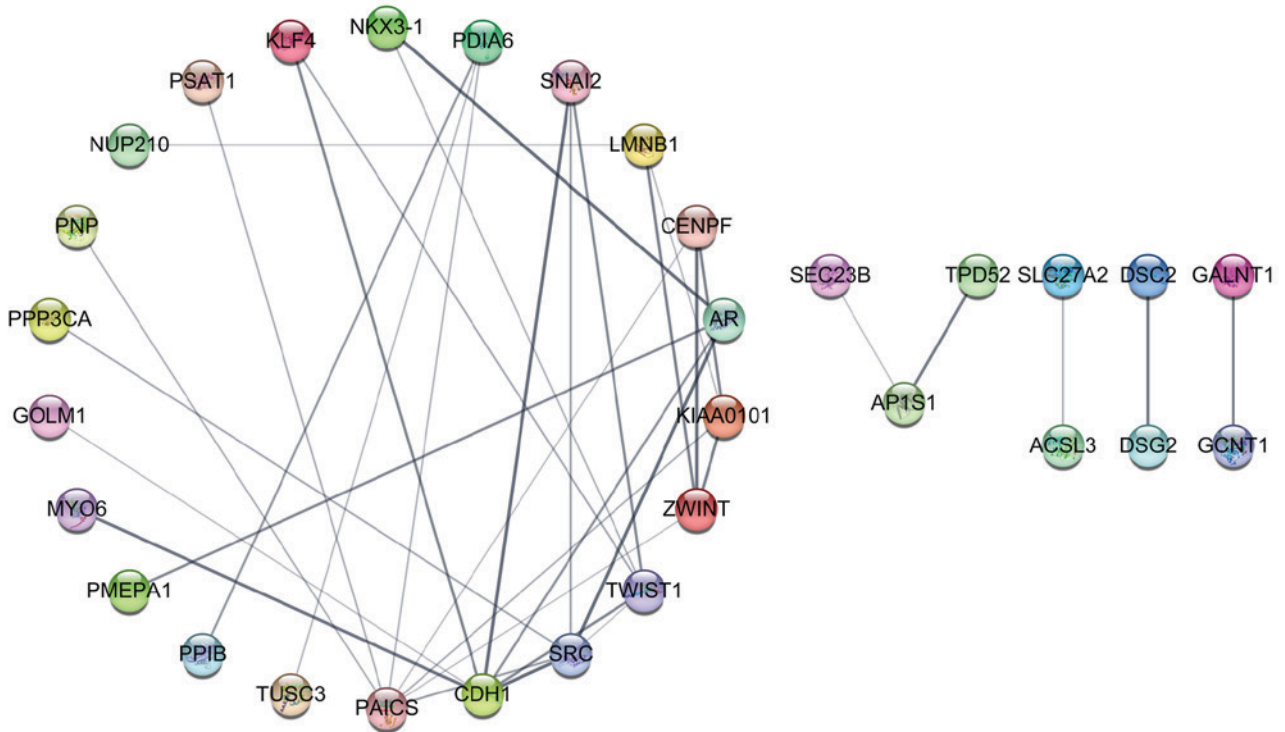 NKX3-1
KLF4
PDIA6
PSAT1
SNAI2
NUP210
LMNB1
PNP
CENPF
SEC23B
TPD52
SLC27A2
DSC2
GALNT1
PPP3CA
AR
AP1S1
GOLM1
KIAA0101
ACSL3
DSG2
GCNT1
MYO6
ZWINT
PMEPA1
TWIST1
PPIB
SRC
TUSC3
PAICS
CDH1